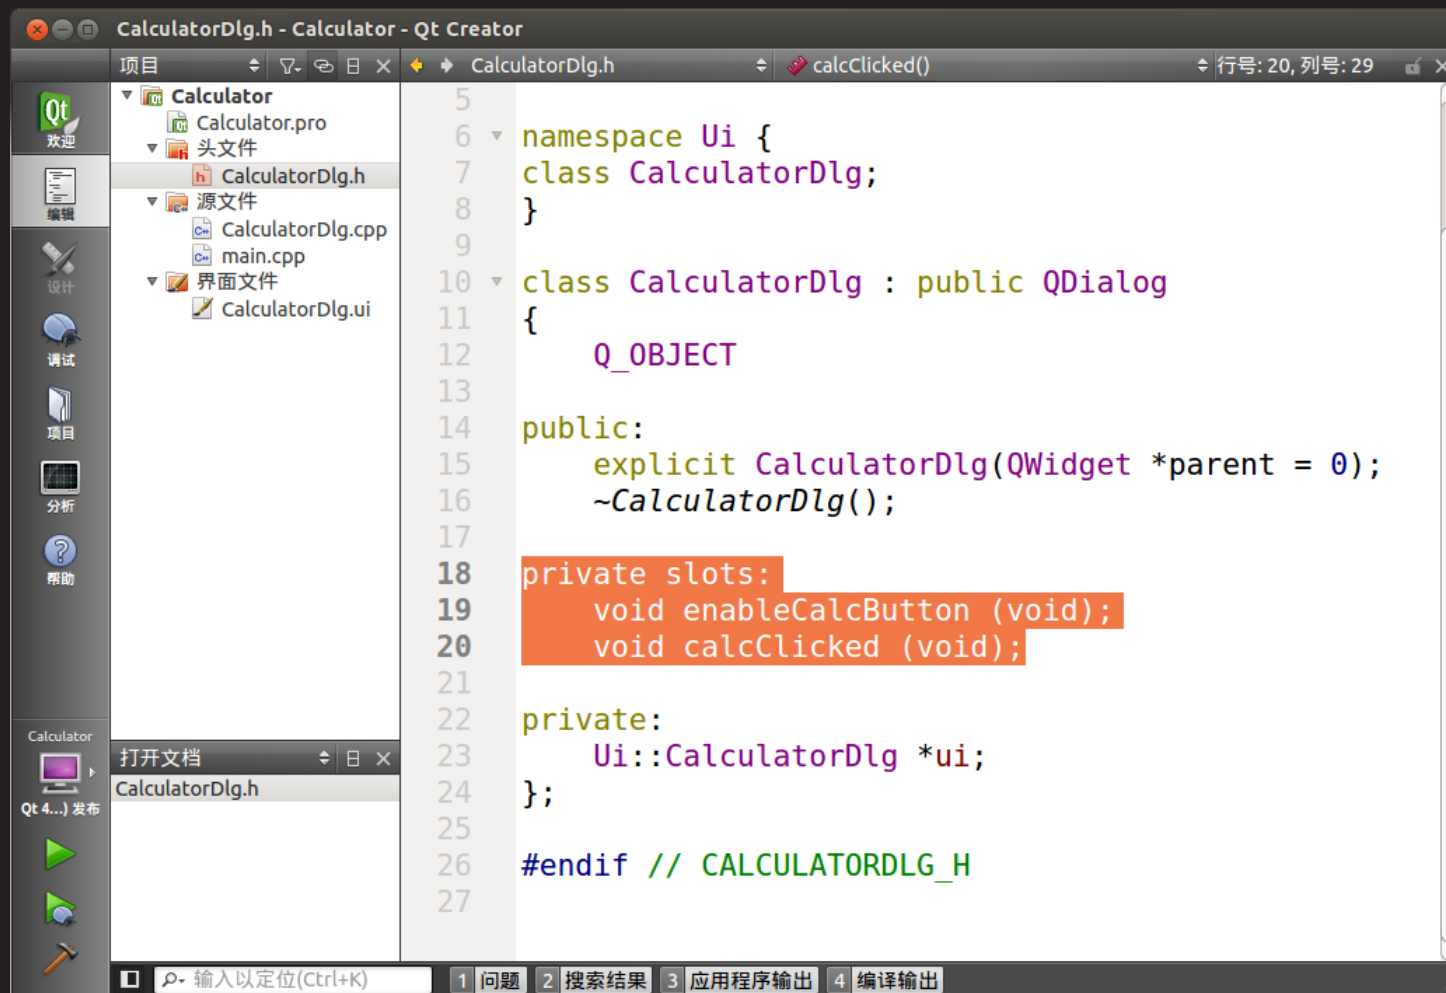 CalculatorDlg.h - Calculator - Qt Creator
项目
CalculatorDlg.h
calcClicked()
行号: 20, 列号: 29
Qt
欢迎
编辑
设计
调试
项目
分析
帮助
Calculator
Qt 4...) 发布
Calculator
Calculator.pro
头文件
CalculatorDlg.h
源文件
CalculatorDlg.cpp
main.cpp
界面文件
CalculatorDlg.ui
打开文档
CalculatorDlg.h
5
6 namespace Ui {
7 class CalculatorDlg;
8 }
9
10 class CalculatorDlg : public QDialog
11 {
12     Q_OBJECT
13
14 public:
15     explicit CalculatorDlg(QWidget *parent = 0);
16     ~CalculatorDlg();
17
18 private slots:
19     void enableCalcButton (void);
20     void calcClicked (void);
21
22 private:
23     Ui::CalculatorDlg *ui;
24 };
25
26 #endif // CALCULATORDLG_H
27
输入以定位(Ctrl+K)
1 问题 2 搜索结果 3 应用程序输出 4 编译输出